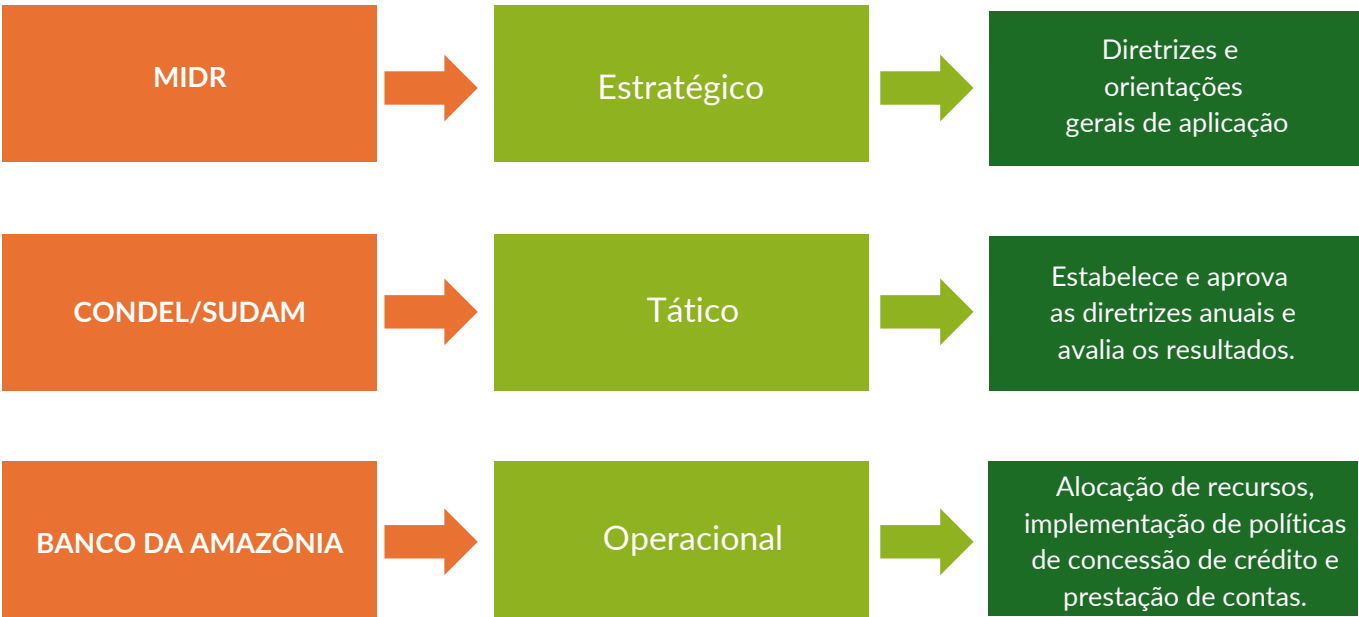 MIDR
Estratégico
Diretrizes e
orientações
gerais de aplicação
CONDEL/SUDAM
Tático
Estabelece e aprova
as diretrizes anuais e
avalia os resultados.
BANCO DA AMAZÔNIA
Operacional
Alocação de recursos,
implementação de políticas
de concessão de crédito e
prestação de contas.